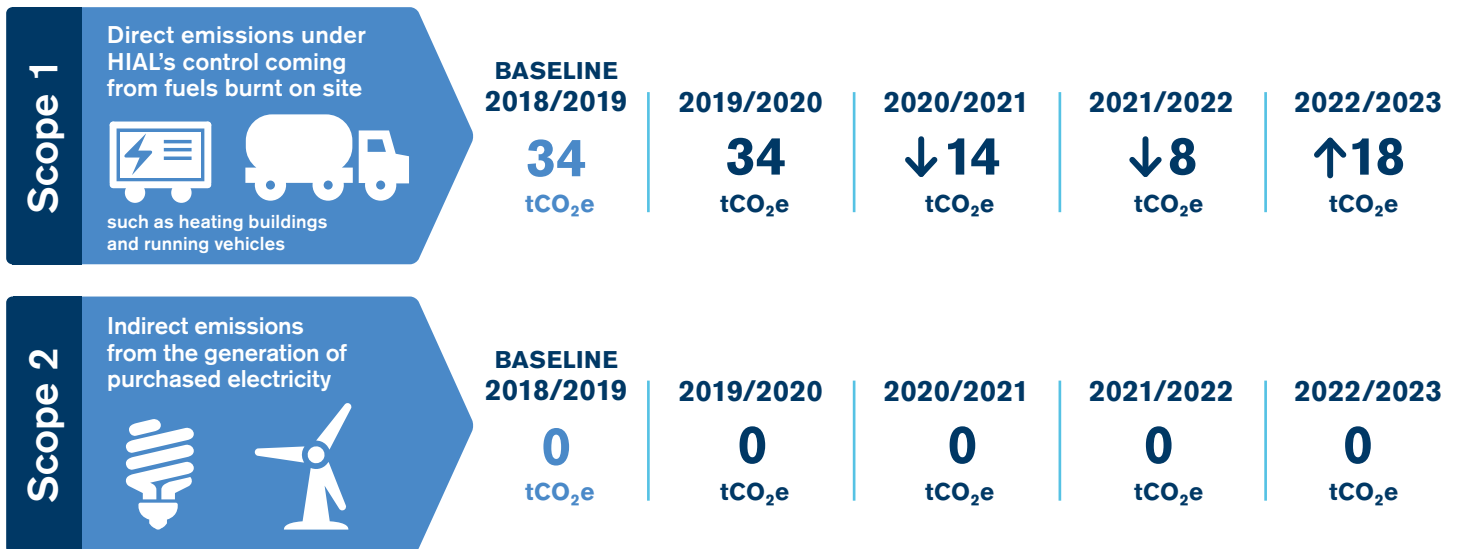 Scope 1
Direct emissions under
HIAL’s control coming
from fuels burnt on site
such as heating buildings
and running vehicles
BASELINE
2018/2019
34
tCO₂e
2019/2020
34
tCO₂e
2020/2021
↓14
tCO₂e
2021/2022
↓8
tCO₂e
2022/2023
↑18
tCO₂e
Scope 2
Indirect emissions
from the generation of
purchased electricity
BASELINE
2018/2019
0
tCO₂e
2019/2020
0
tCO₂e
2020/2021
0
tCO₂e
2021/2022
0
tCO₂e
2022/2023
0
tCO₂e